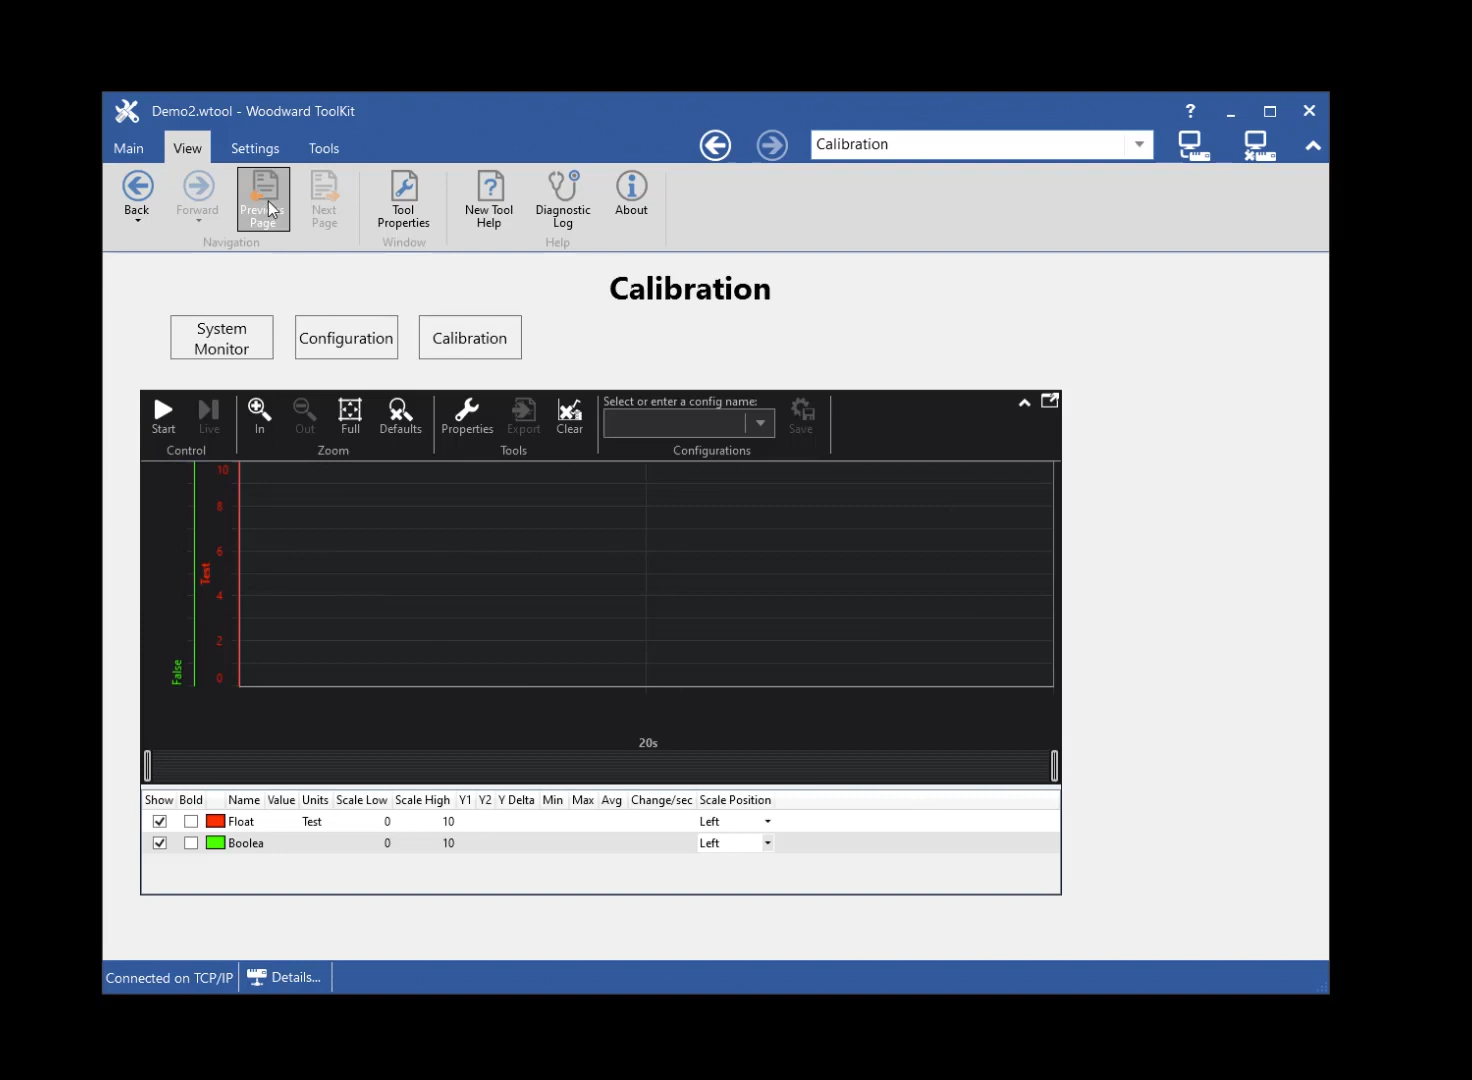 Demo2.wtool - Woodward ToolKit
?
Main View Settings Tools
Calibration
Back Forward Previous Page Next Page Tool Properties New Tool Help Diagnostic Log About
Navigation Window Help
Calibration
System Monitor Configuration Calibration
Start Live In Out Full Defaults Properties Export Clear Select or enter a config name: Save
Control Zoom Tools Configurations
10
8
6
Test
4
2
False
0
20s
Show Bold Name Value Units Scale Low Scale High Y1 Y2 Y Delta Min Max Avg Change/sec Scale Position
Float Test 0 10 Left
Boolea 0 10 Left
Connected on TCP/IP Details...